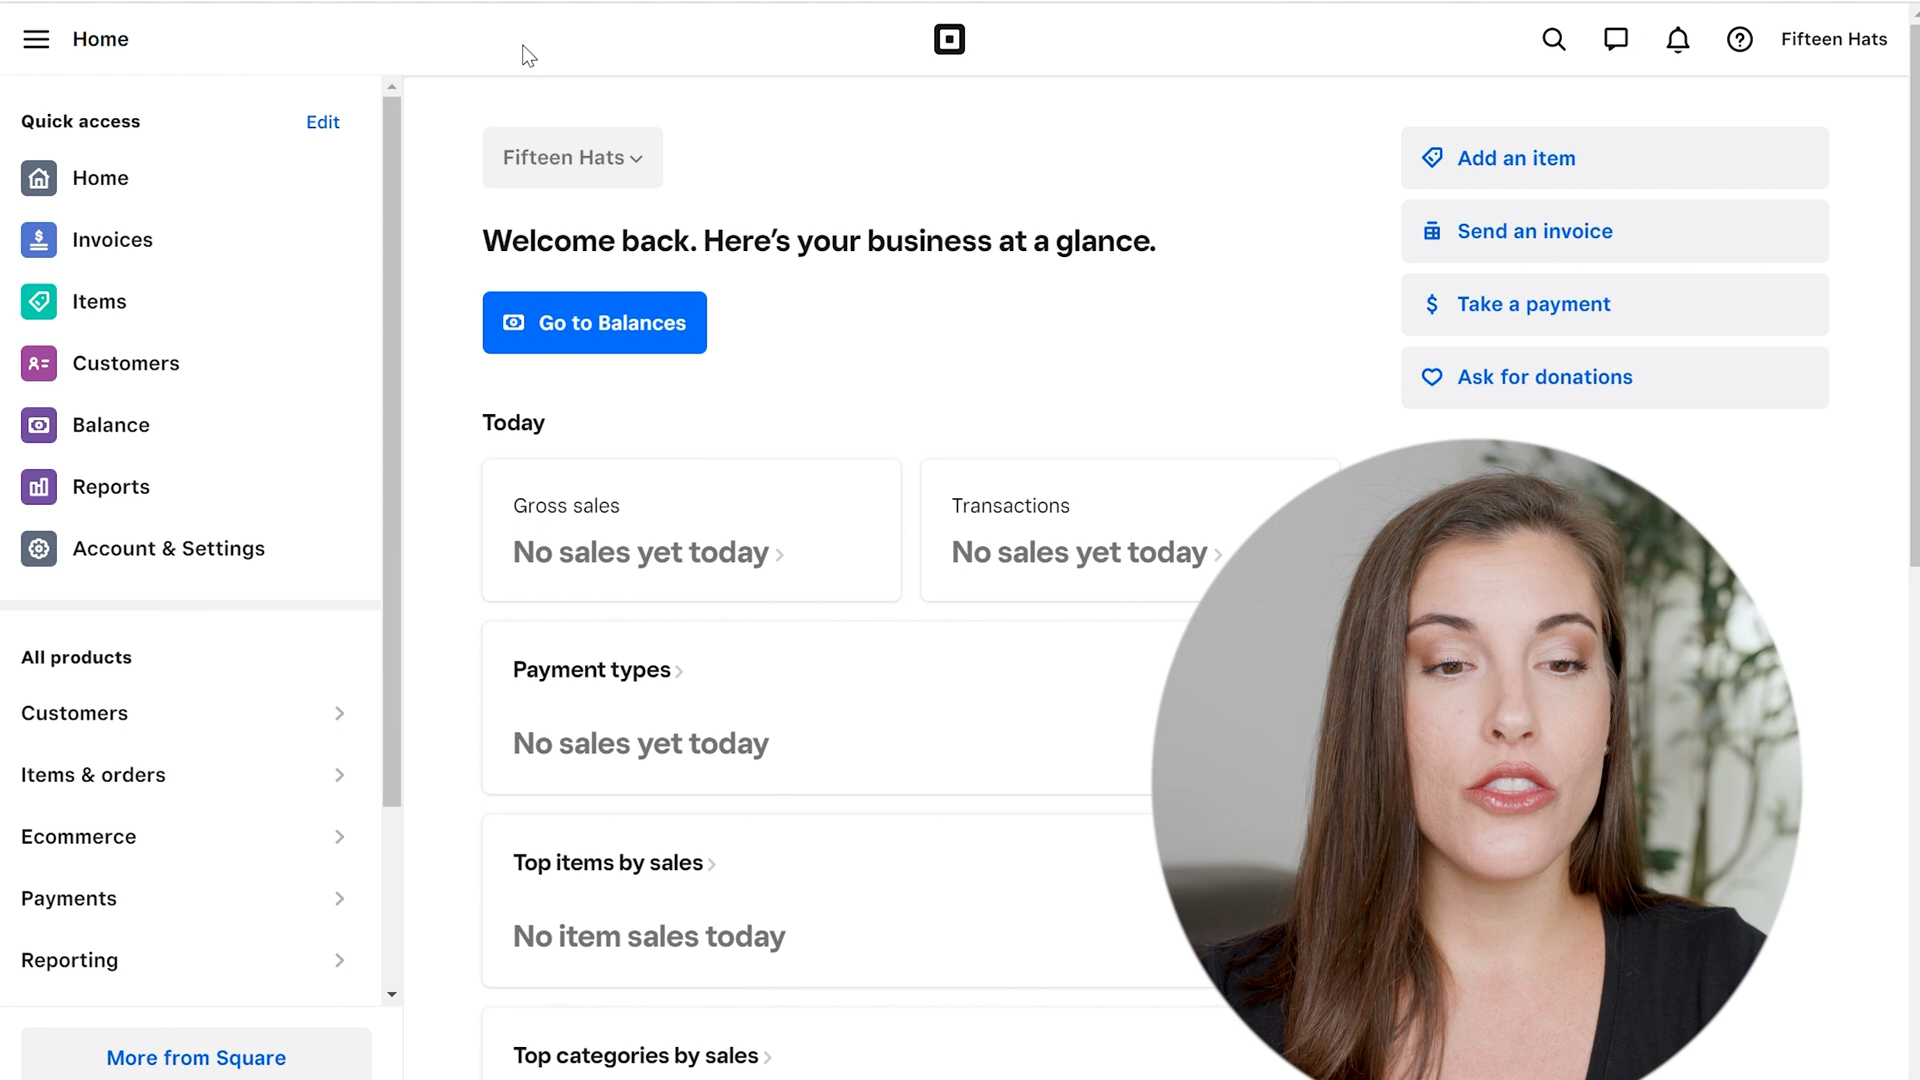 Home
Fifteen Hats
Quick access
Edit
Home
Invoices
Items
Customers
Balance
Reports
Account & Settings
All products
Customers
Items & orders
Ecommerce
Payments
Reporting
More from Square
Fifteen Hats
Welcome back. Here’s your business at a glance.
Go to Balances
Today
Gross sales
No sales yet today
Transactions
No sales yet today
Payment types
No sales yet today
Top items by sales
No item sales today
Top categories by sales
Add an item
Send an invoice
Take a payment
Ask for donations